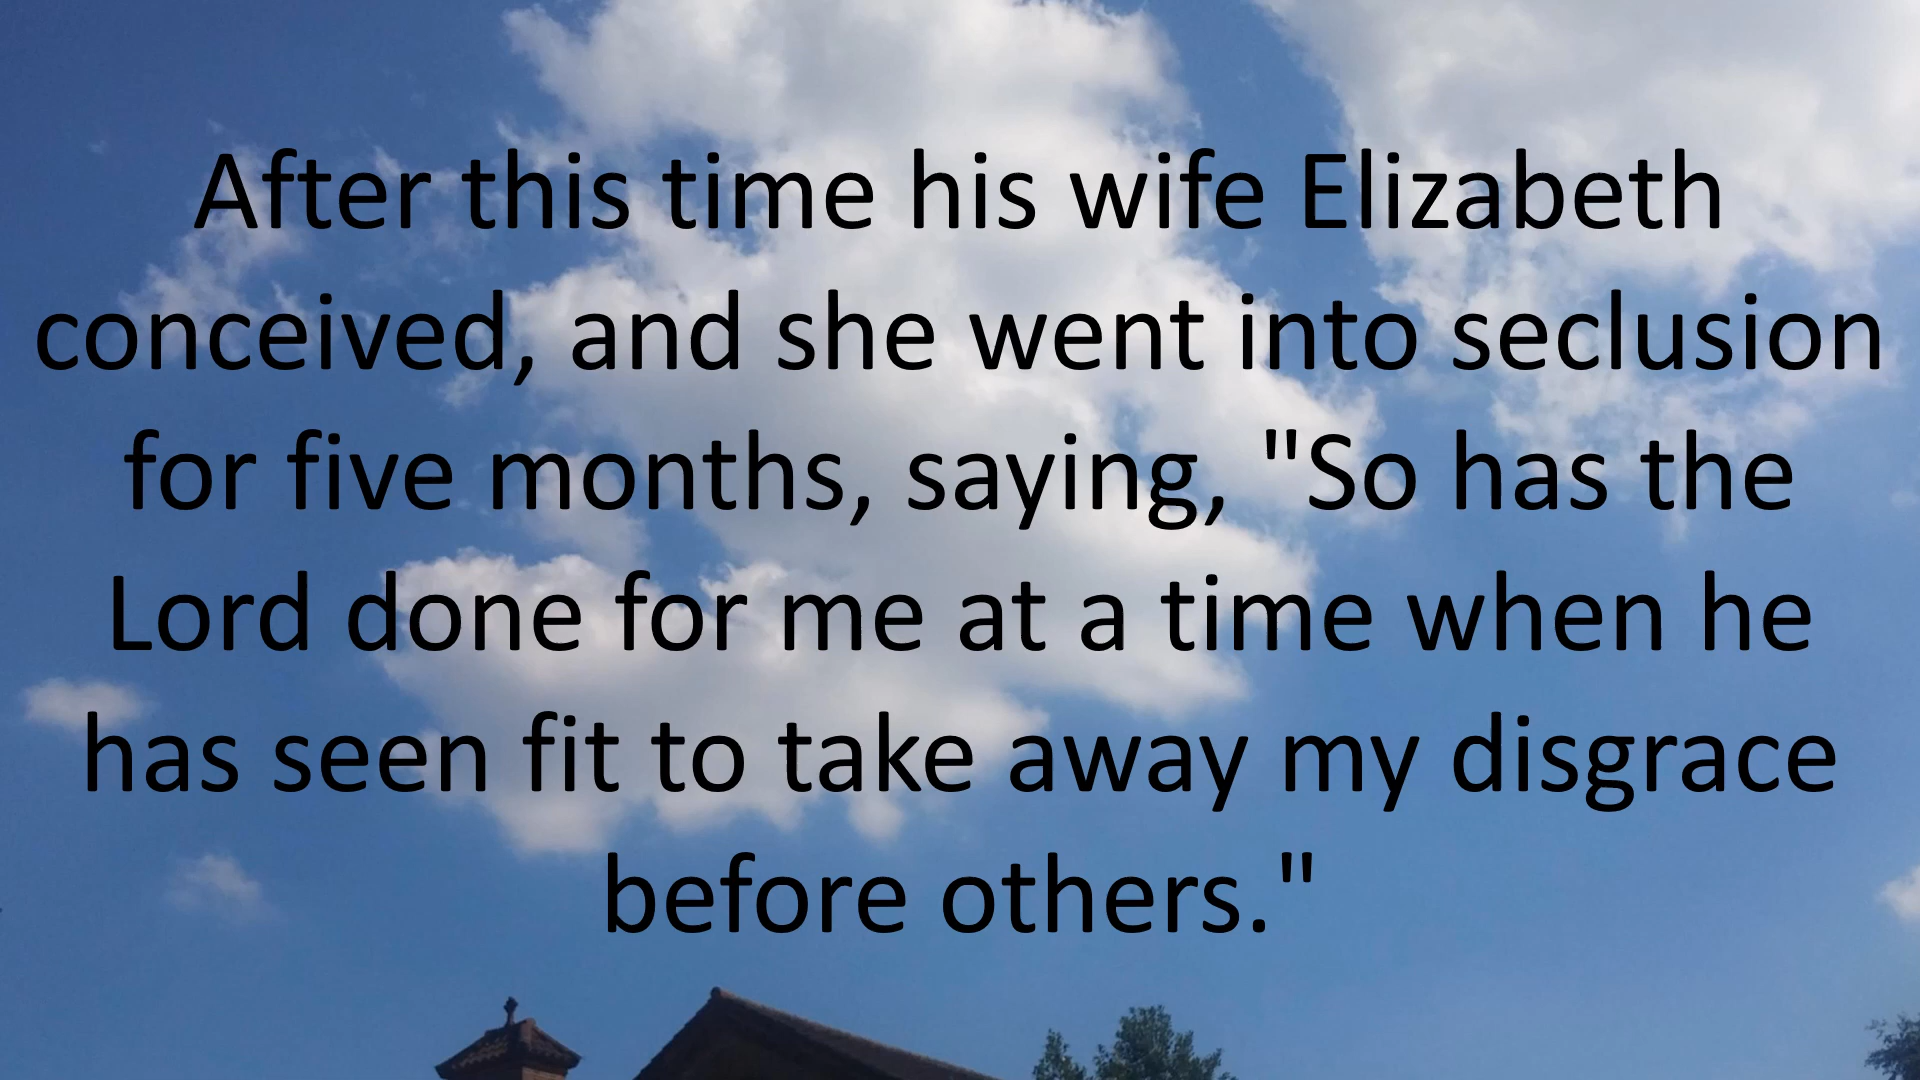 After this time his wife Elizabeth
conceived, and she went into seclusion
for five months, saying, "So has the
Lord done for me at a time when he
has seen fit to take away my disgrace
before others."